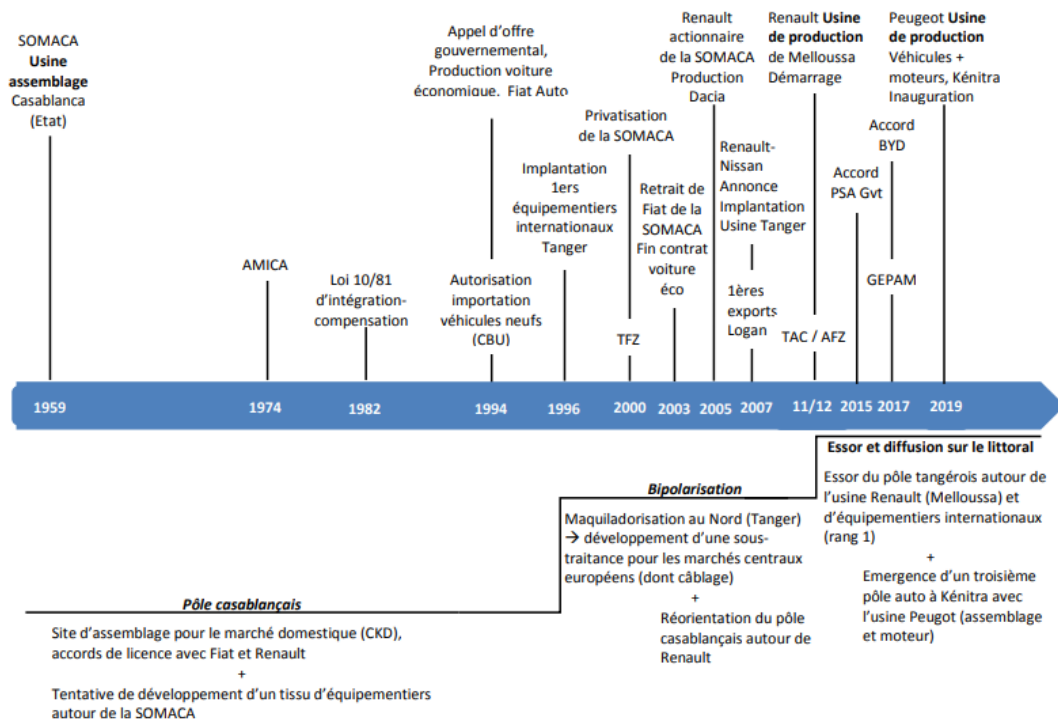 SOMACA
Usine
assemblage
Casablanca
(Etat)
AMICA
Loi 10/81
d'intégration-
compensation
Appel d'offre
gouvernemental,
Production voiture
économique. Fiat Auto
Autorisation
importation
véhicules neufs
(CBU)
Implantation
1ers
équipementiers
internationaux
Tanger
Privatisation
de la SOMACA
TFZ
Retrait de
Fiat de la
SOMACA
Fin contrat
voiture
éco
Renault
actionnaire
de la SOMACA
Production
Dacia
Renault-
Nissan
Annonce
Implantation
Usine Tanger
1ères
exports
Logan
Renault Usine
de production
de Melloussa
Démarrage
TAC / AFZ
Accord
PSA Gvt
Accord
BYD
GEPAM
Peugeot Usine
de production
Véhicules +
moteurs, Kénitra
Inauguration
1959 1974 1982 1994 1996 2000 2003 2005 2007 11/12 2015 2017 2019
Pôle casablançais
Site d'assemblage pour le marché domestique (CKD),
accords de licence avec Fiat et Renault
+
Tentative de développement d'un tissu d'équipementiers
autour de la SOMACA
Bipolarisation
Maquiladorisation au Nord (Tanger)
→ développement d'une sous-
traitance pour les marchés centraux
européens (dont câblage)
+
Réorientation du pôle
casablançais autour de
Renault
Essor et diffusion sur le littoral
Essor du pôle tangérois autour de
l'usine Renault (Melloussa) et
d'équipementiers internationaux
(rang 1)
+
Emergence d'un troisième
pôle auto à Kénitra avec
l'usine Peugot (assemblage
et moteur)